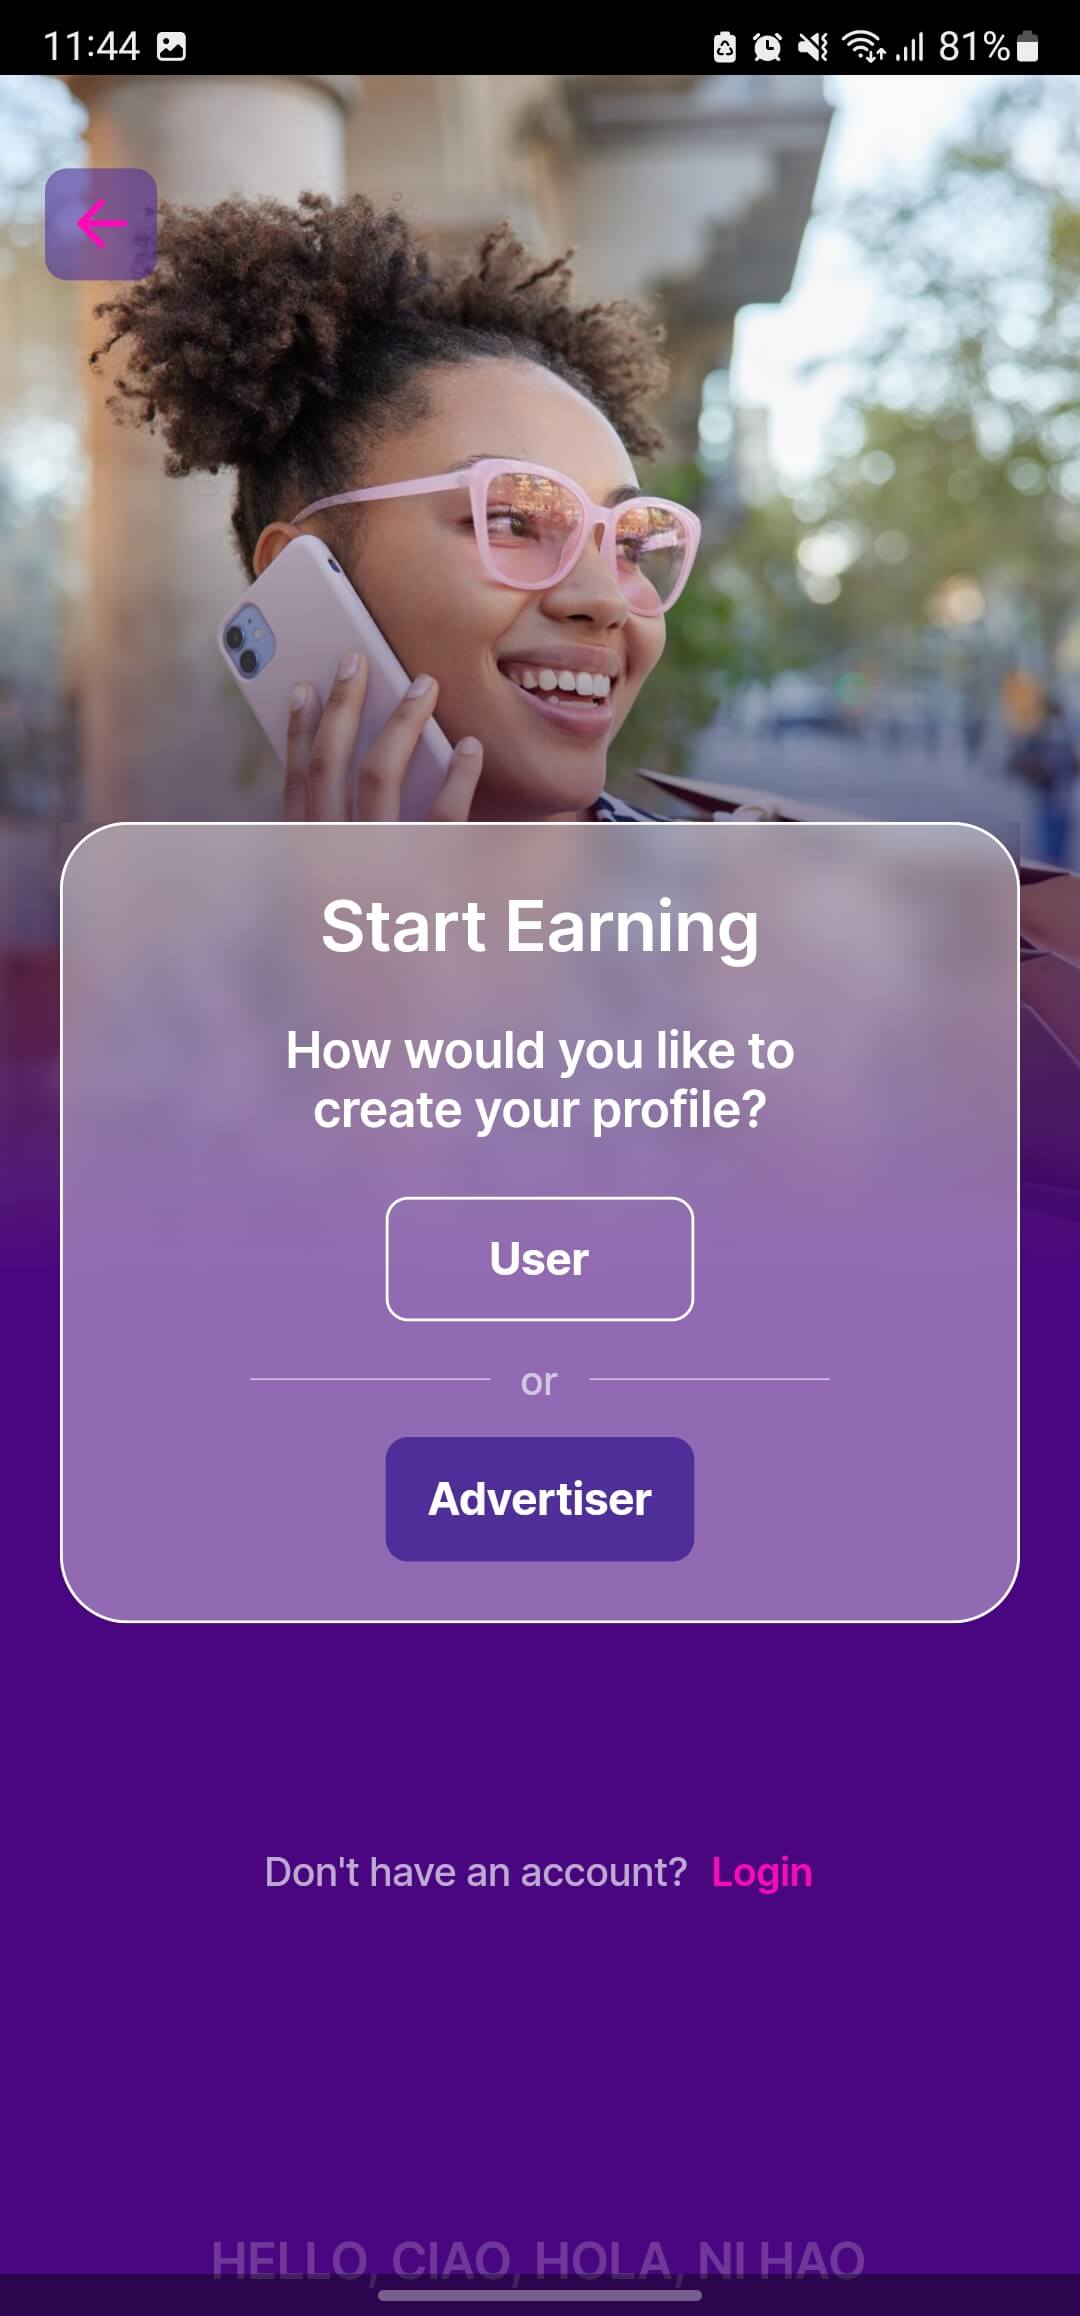 11:44 81%
Start Earning
How would you like to
create your profile?
User
or
Advertiser
Don't have an account? Login
HELLO, CIAO, HOLA, NI HAO